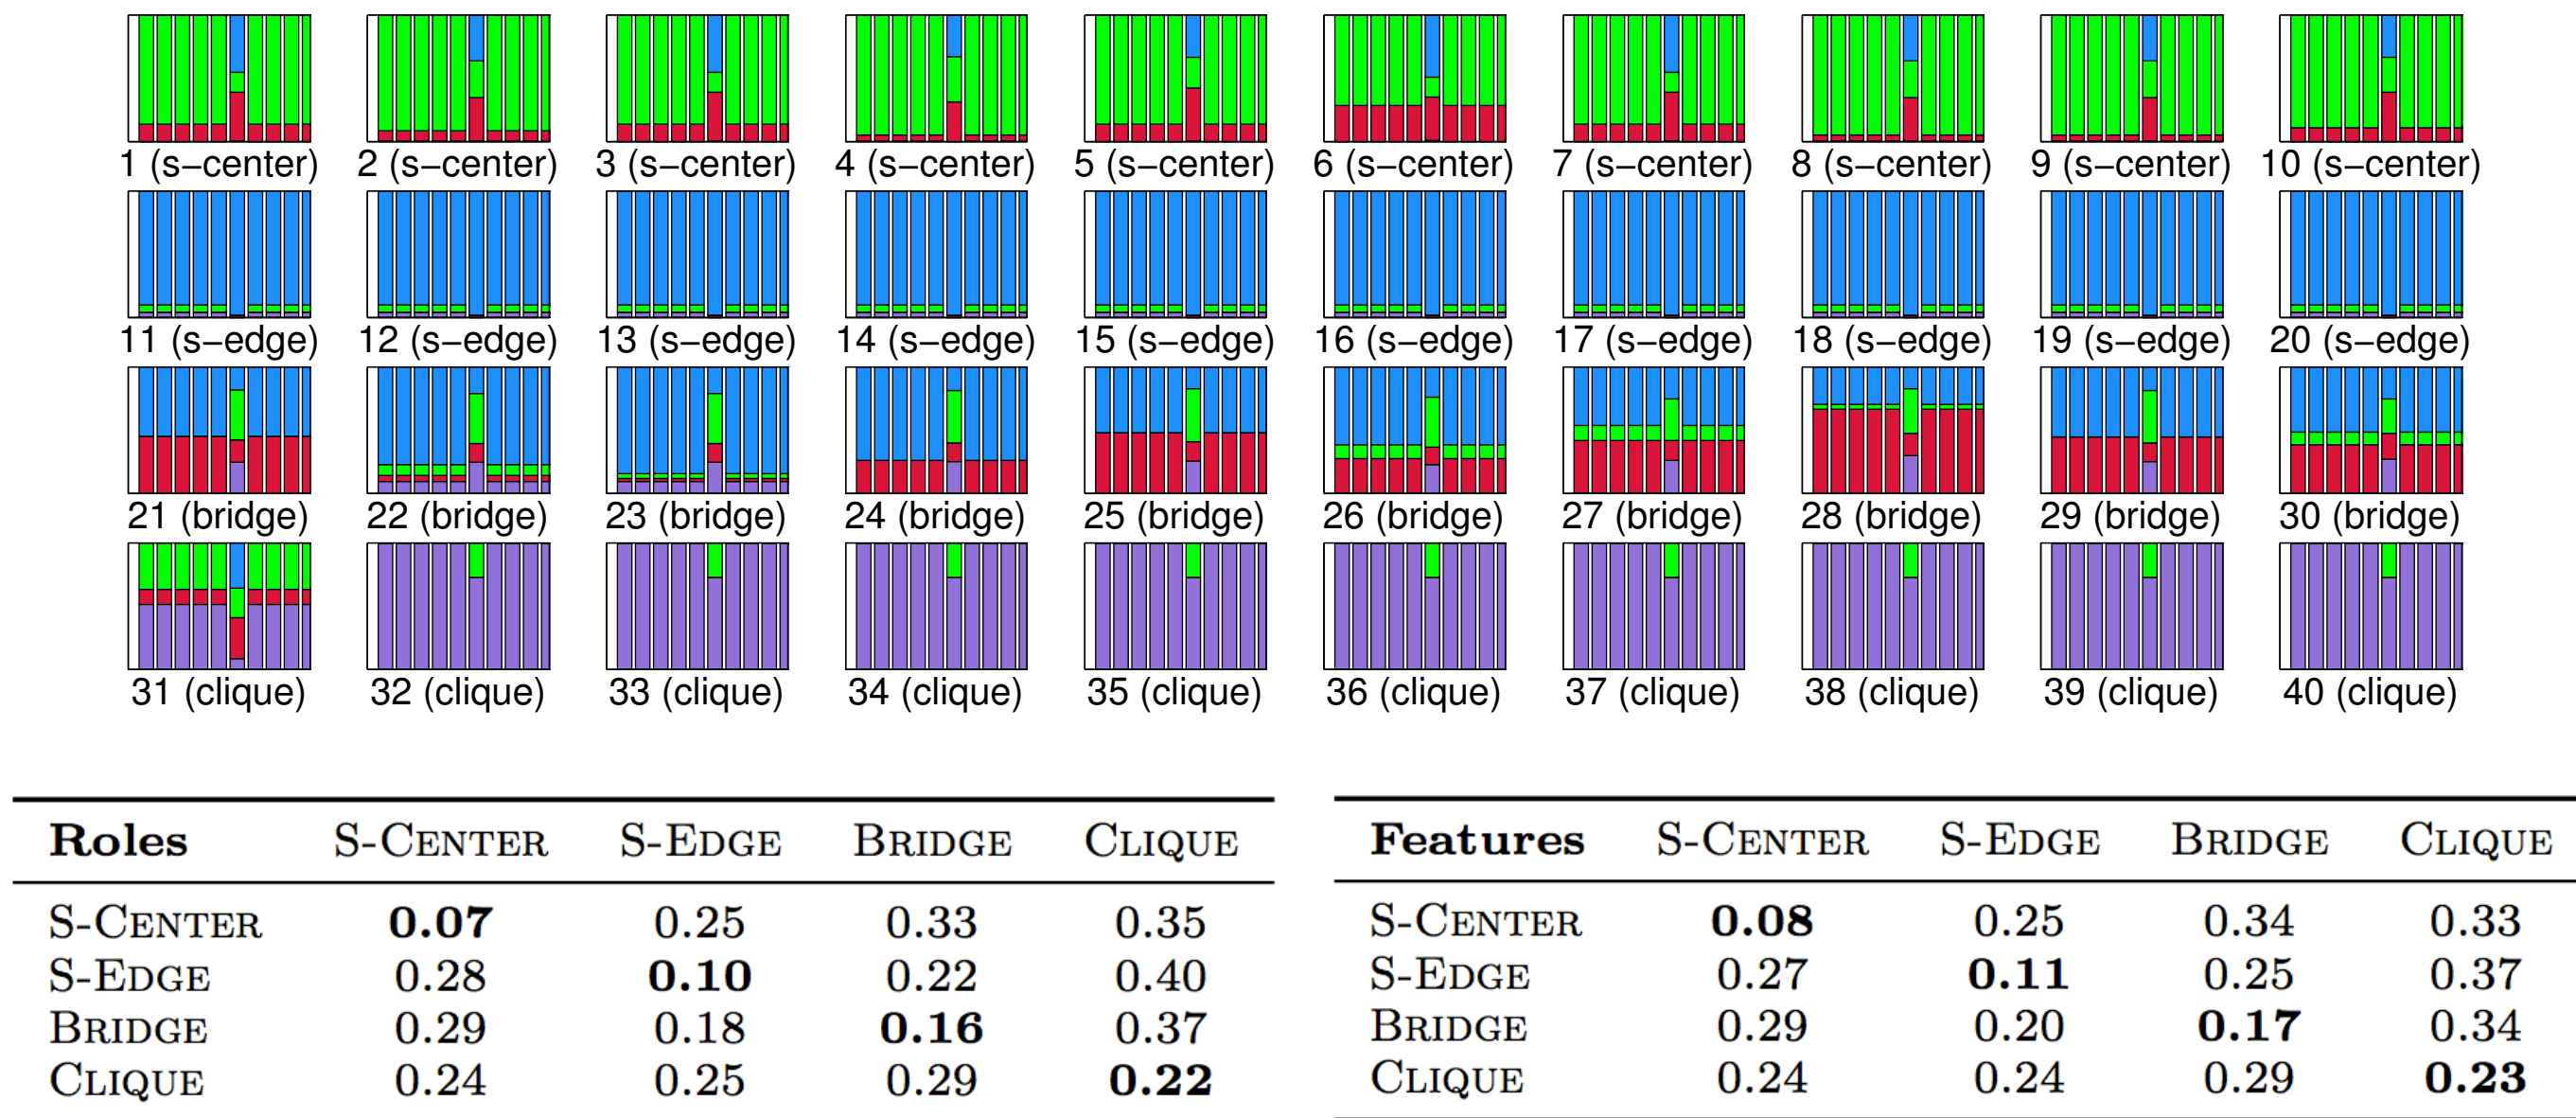 1 (s−center) 2 (s−center) 3 (s−center) 4 (s−center) 5 (s−center) 6 (s−center) 7 (s−center) 8 (s−center) 9 (s−center) 10 (s−center)
11 (s−edge) 12 (s−edge) 13 (s−edge) 14 (s−edge) 15 (s−edge) 16 (s−edge) 17 (s−edge) 18 (s−edge) 19 (s−edge) 20 (s−edge)
21 (bridge) 22 (bridge) 23 (bridge) 24 (bridge) 25 (bridge) 26 (bridge) 27 (bridge) 28 (bridge) 29 (bridge) 30 (bridge)
31 (clique) 32 (clique) 33 (clique) 34 (clique) 35 (clique) 36 (clique) 37 (clique) 38 (clique) 39 (clique) 40 (clique)
Roles S-Center S-Edge Bridge Clique
S-Center 0.07 0.25 0.33 0.35
S-Edge 0.28 0.10 0.22 0.40
Bridge 0.29 0.18 0.16 0.37
Clique 0.24 0.25 0.29 0.22
Features S-Center S-Edge Bridge Clique
S-Center 0.08 0.25 0.34 0.33
S-Edge 0.27 0.11 0.25 0.37
Bridge 0.29 0.20 0.17 0.34
Clique 0.24 0.24 0.29 0.23